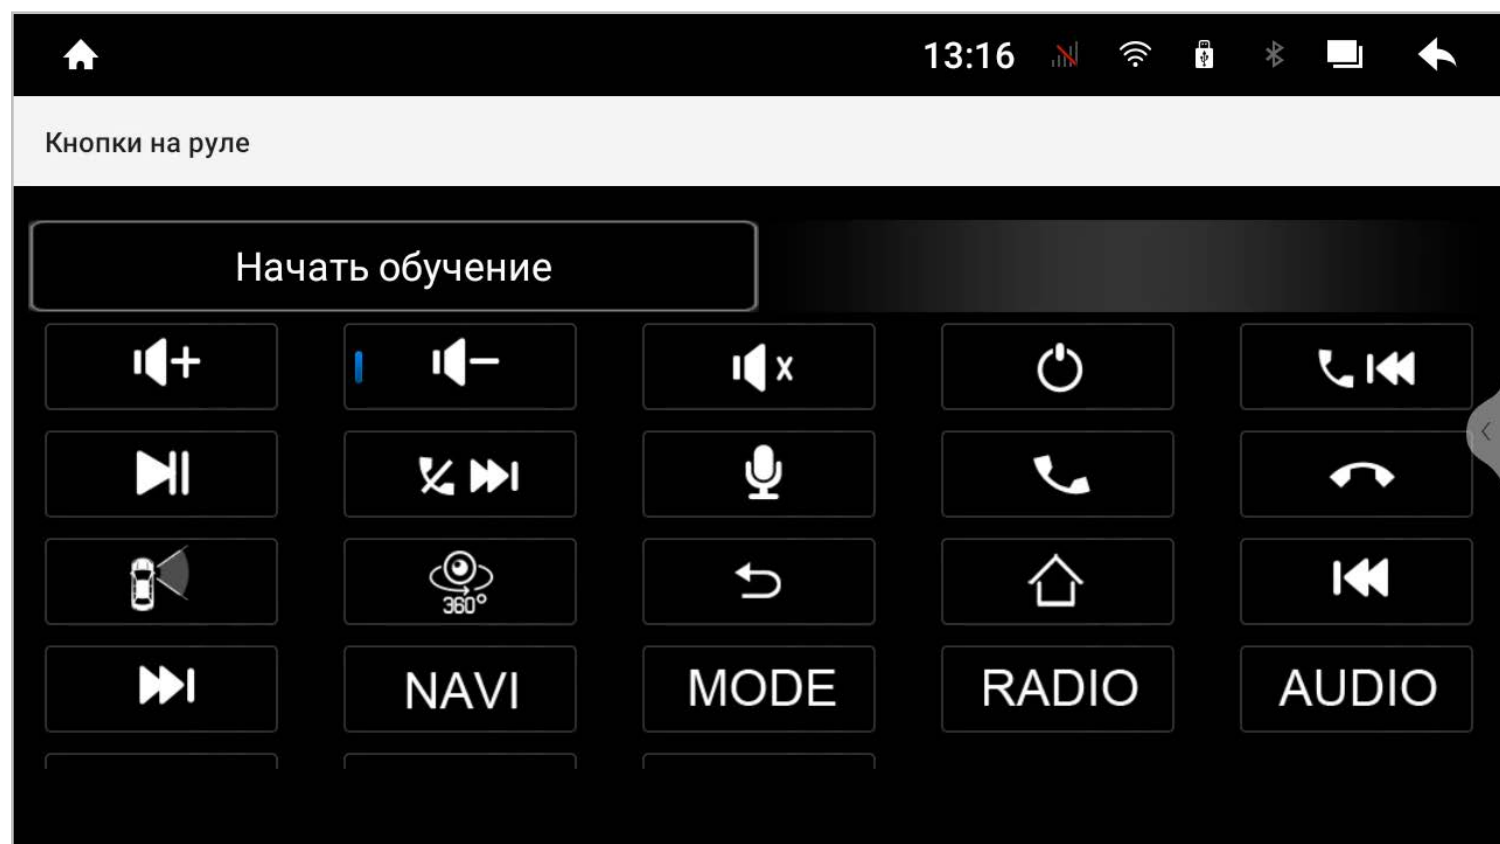 13:16
Кнопки на руле
Начать обучение
360°
NAVI
MODE
RADIO
AUDIO